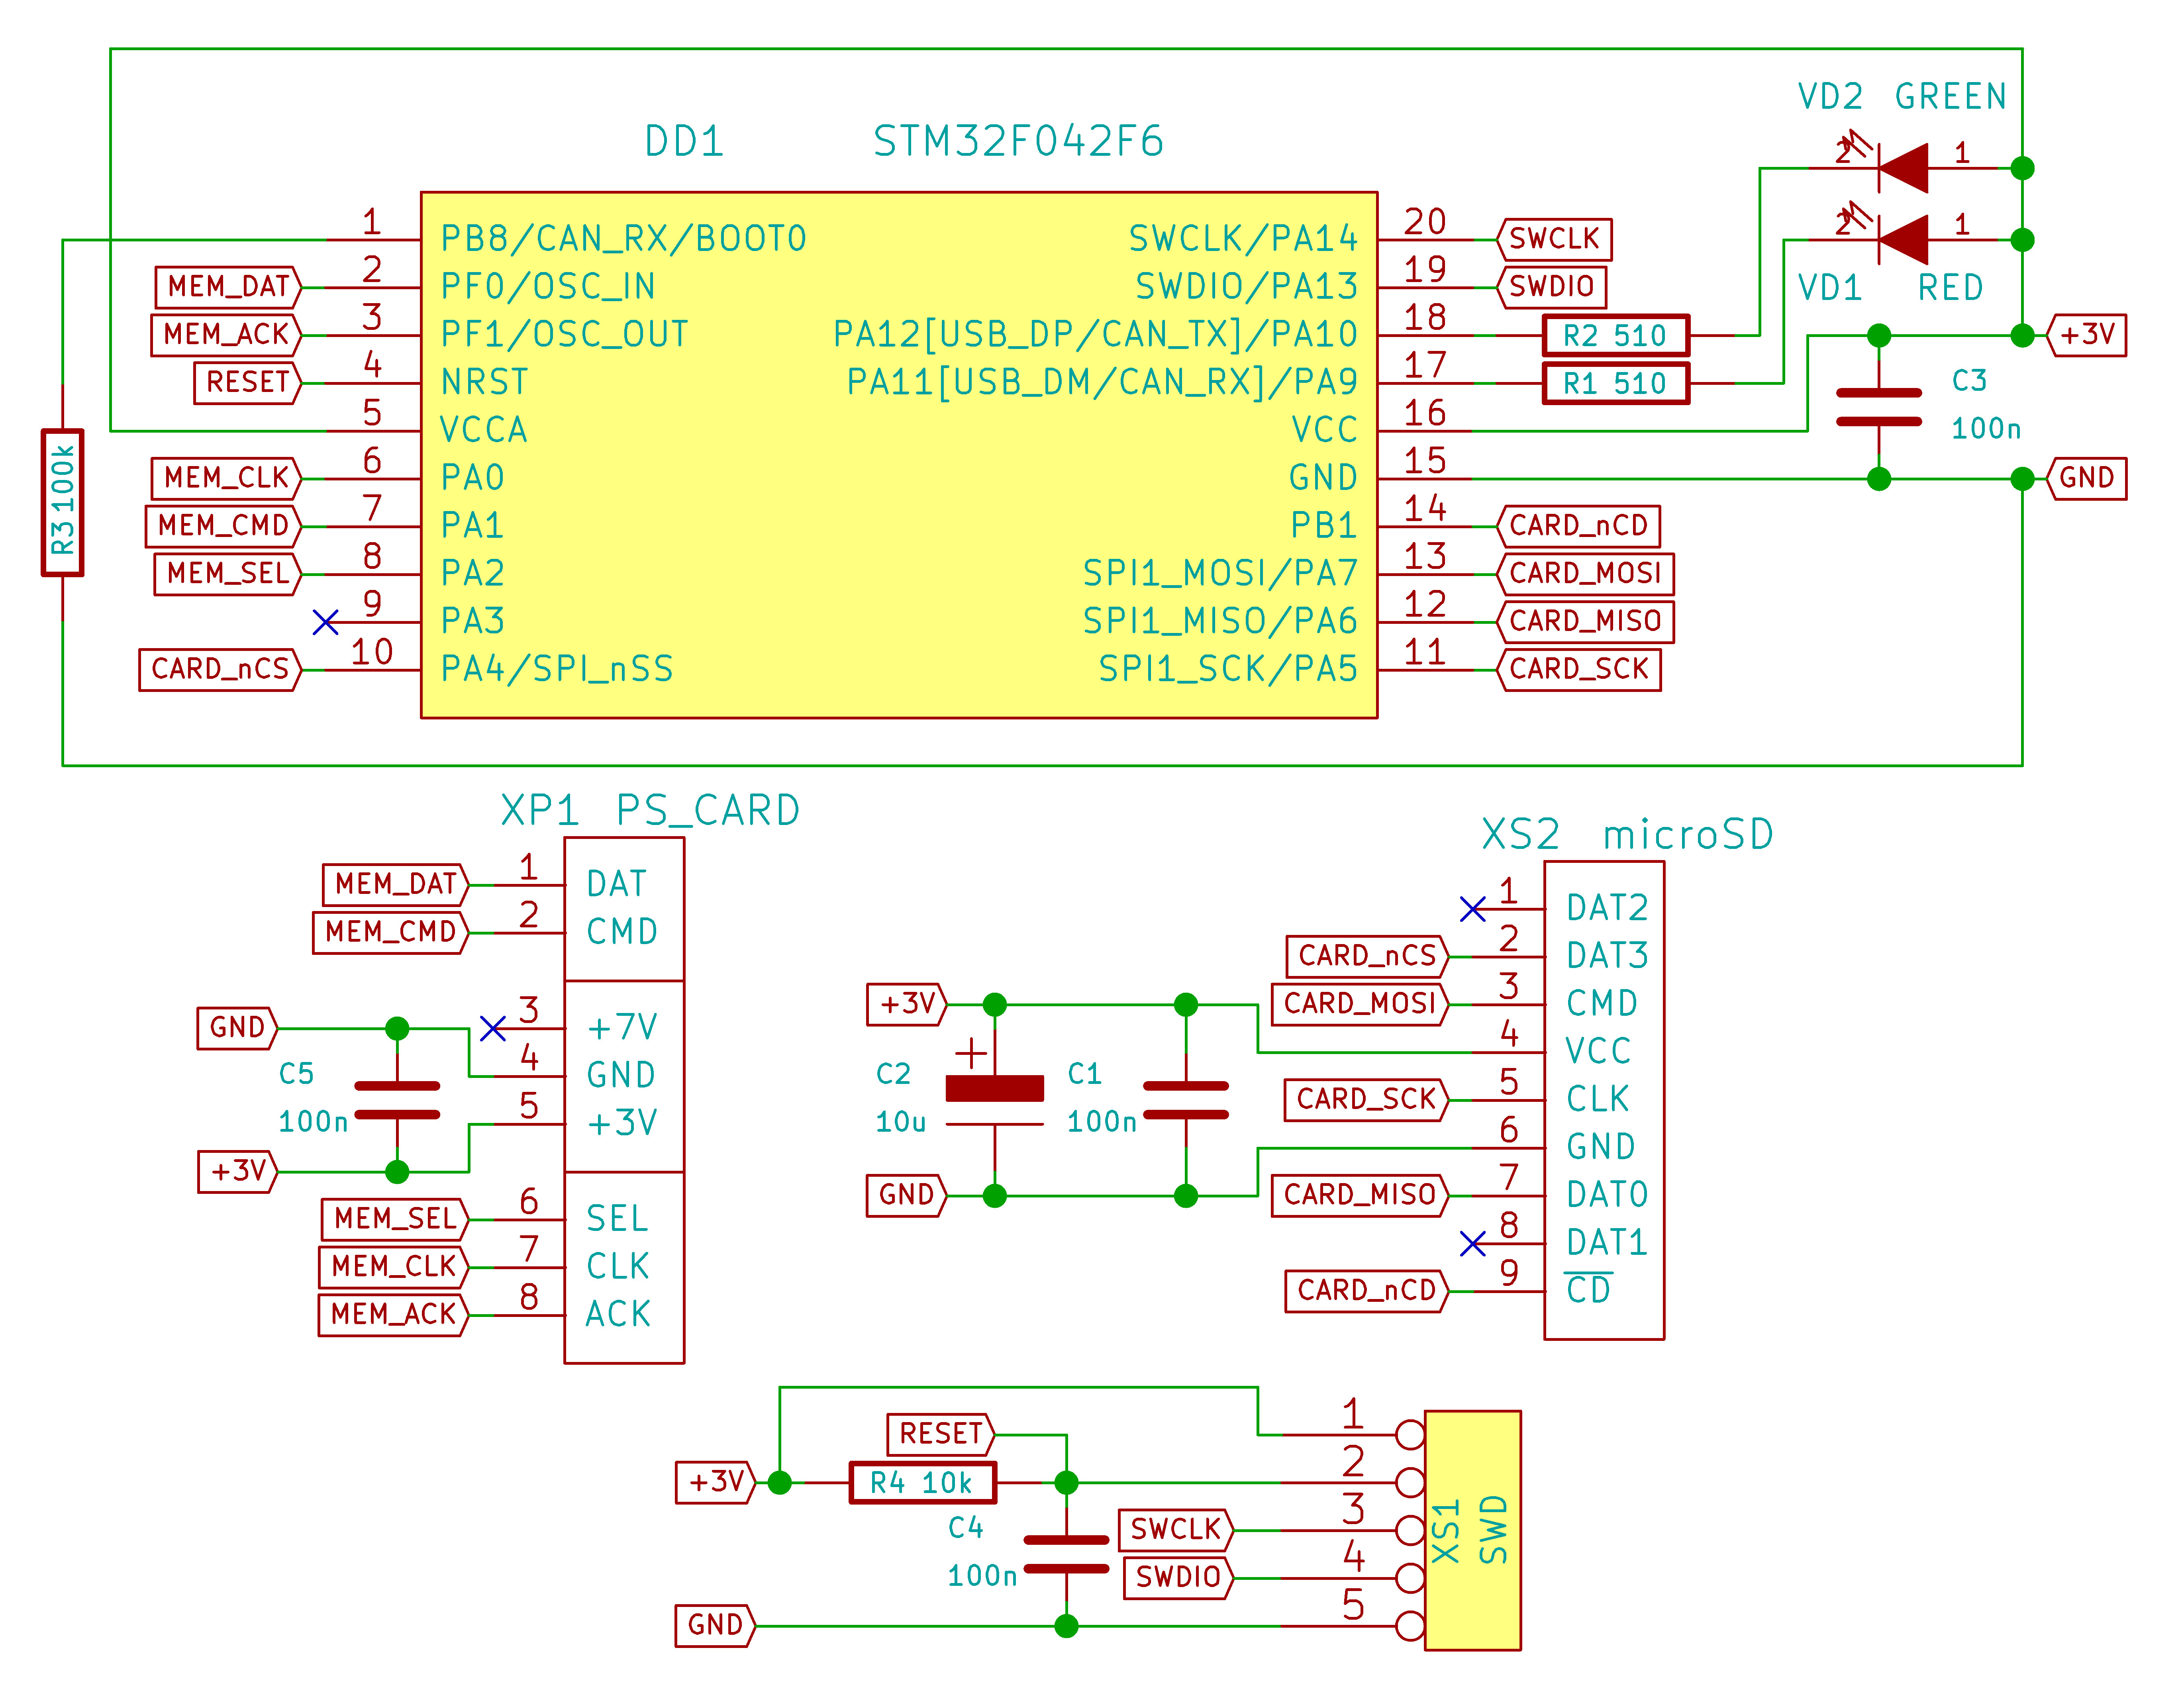 VD2 GREEN
DD1 STM32F042F6
2 1
1 PB8/CAN_RX/BOOT0 SWCLK/PA14 20 SWCLK
2 1
MEM_DAT 2 PF0/OSC_IN SWDIO/PA13 19 SWDIO
VD1 RED
MEM_ACK 3 PF1/OSC_OUT PA12[USB_DP/CAN_TX]/PA10 18 R2 510 +3V
RESET 4 NRST PA11[USB_DM/CAN_RX]/PA9 17 R1 510 C3
5 VCCA VCC 16 100n
R3 100k
MEM_CLK 6 PA0 GND 15 GND
MEM_CMD 7 PA1 PB1 14 CARD_nCD
MEM_SEL 8 PA2 SPI1_MOSI/PA7 13 CARD_MOSI
9 PA3 SPI1_MISO/PA6 12 CARD_MISO
CARD_nCS 10 PA4/SPI_nSS SPI1_SCK/PA5 11 CARD_SCK
XP1 PS_CARD
MEM_DAT 1 DAT
MEM_CMD 2 CMD
GND 3 +7V
C5 4 GND
100n 5 +3V
+3V
MEM_SEL 6 SEL
MEM_CLK 7 CLK
MEM_ACK 8 ACK
XS2 microSD
1 DAT2
CARD_nCS 2 DAT3
+3V CARD_MOSI 3 CMD
4 VCC
+
C2 C1
10u 100n
CARD_SCK 5 CLK
6 GND
GND CARD_MISO 7 DAT0
8 DAT1
CARD_nCD 9 CD
RESET 1
+3V R4 10k 2
C4 SWCLK 3
100n SWDIO 4
GND 5
XS1 SWD